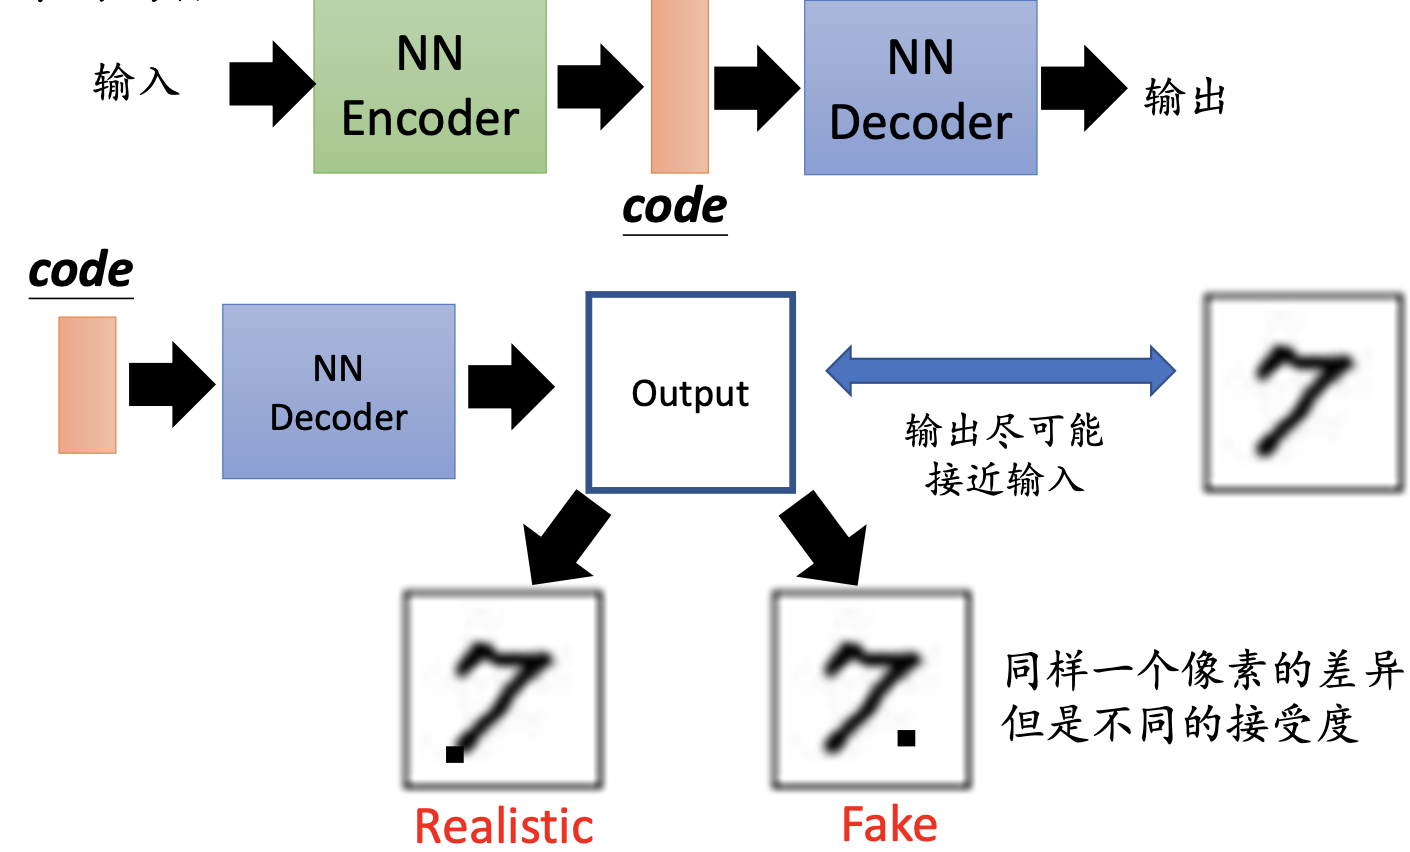 输入
NN
Encoder
code
NN
Decoder
输出
code
NN
Decoder
Output
输出尽可能
接近输入
Realistic
Fake
同样一个像素的差异
但是不同的接受度